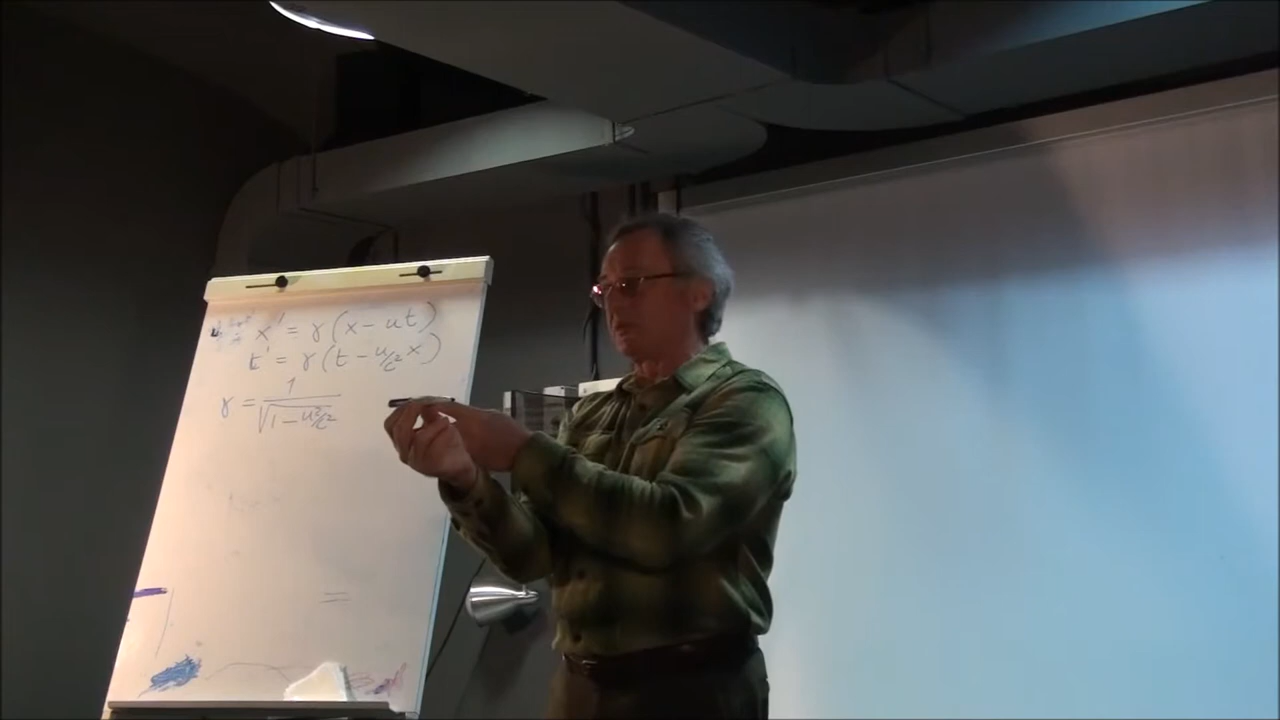 x' = γ(x − ut)
t' = γ(t − u/c² x)
γ = 1/√(1 − u²/c²)
=